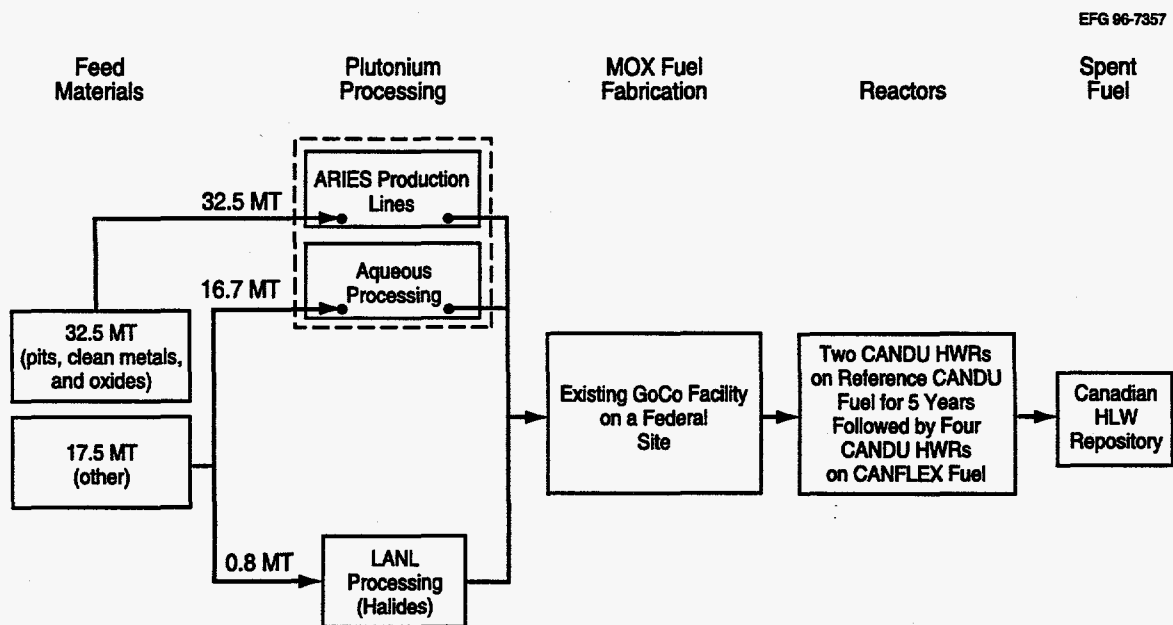 EFG 96-7357
Feed
Materials
Plutonium
Processing
MOX Fuel
Fabrication
Reactors
Spent
Fuel
32.5 MT
ARIES Production
Lines
16.7 MT
Aqueous
Processing
32.5 MT
(pits, clean metals,
and oxides)
17.5 MT
(other)
0.8 MT
LANL
Processing
(Halides)
Existing GoCo Facility
on a Federal
Site
Two CANDU HWRs
on Reference CANDU
Fuel for 5 Years
Followed by Four
CANDU HWRs
on CANFLEX Fuel
Canadian
HLW
Repository